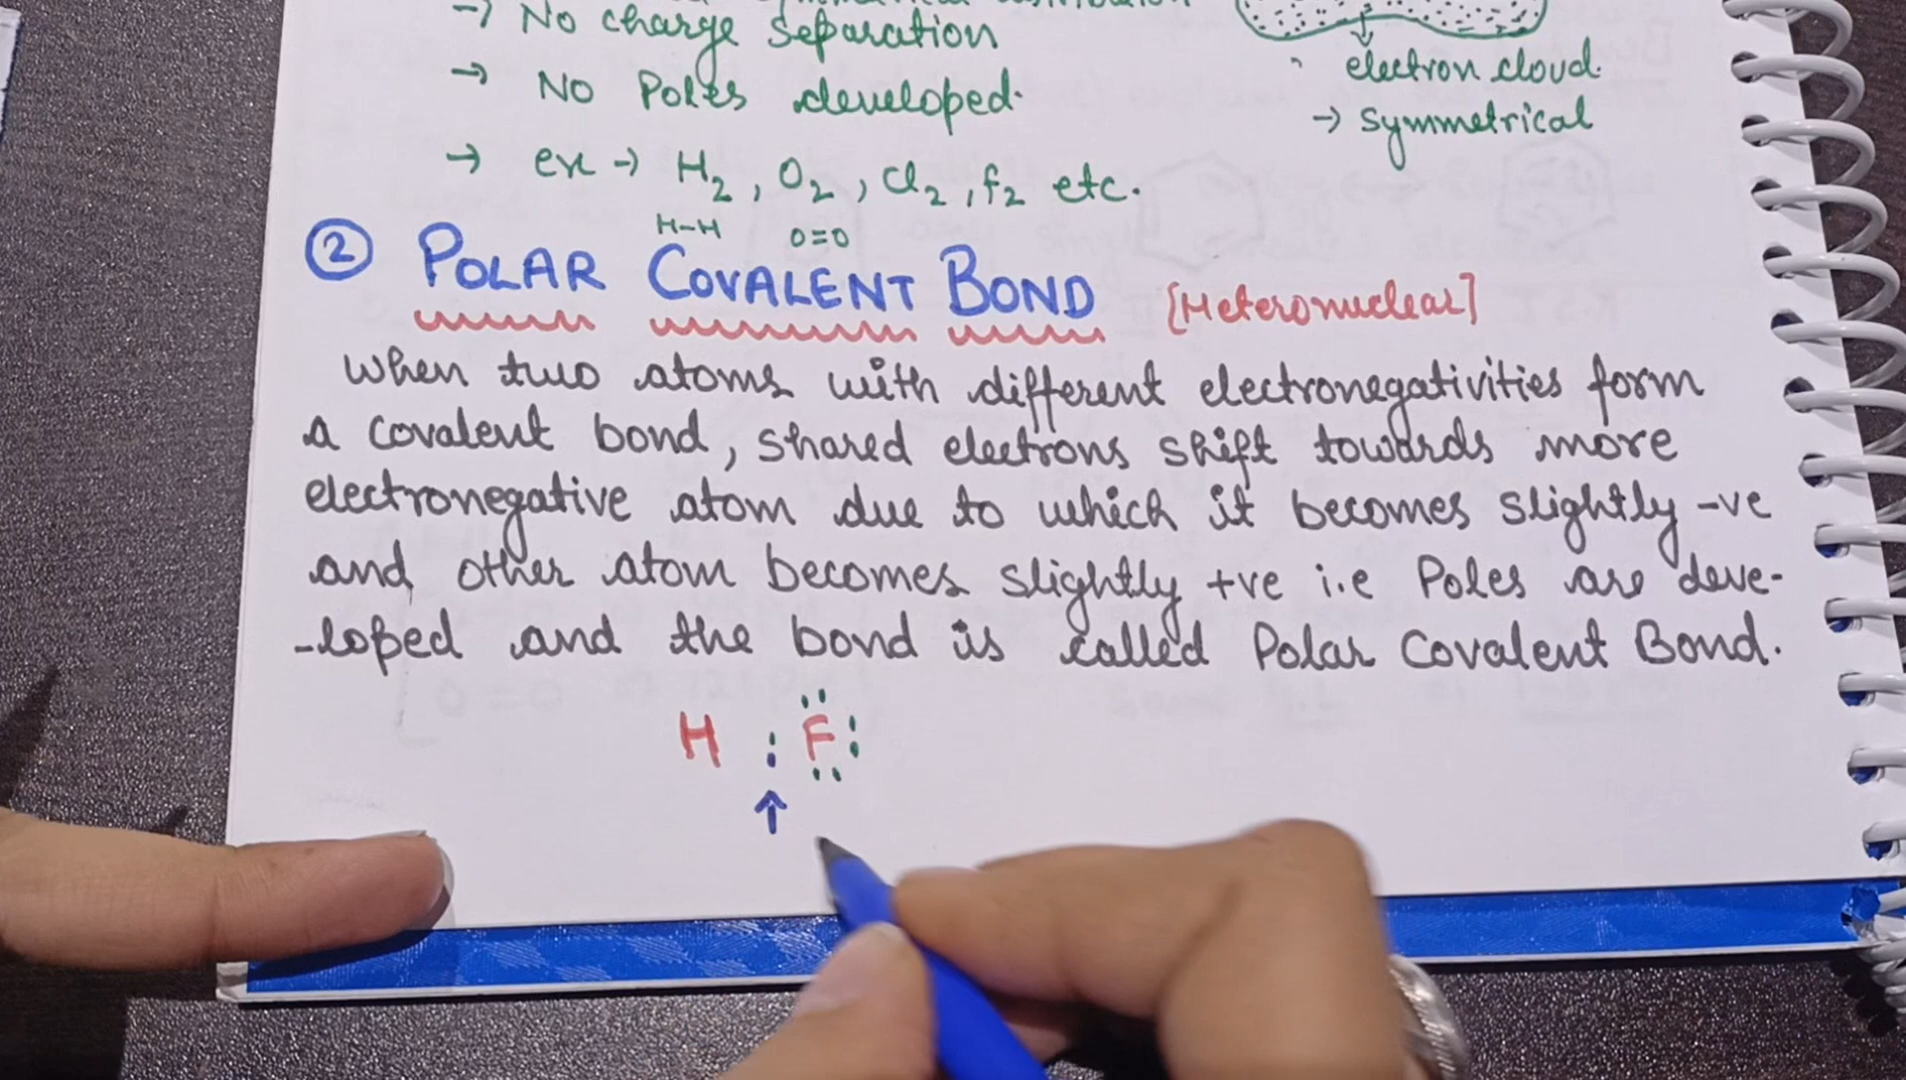 → No charge Separation
→ No Poles developed.
electron cloud.
→ Symmetrical
→ ex → H₂, O₂, Cl₂, f₂ etc.
H-H O=O
② POLAR COVALENT BOND [Heteronuclear]
When two atoms with different electronegativities form
a covalent bond, shared electrons shift towards more
electronegative atom due to which it becomes slightly -ve
and other atom becomes slightly +ve i.e Poles are deve-
-loped and the bond is called Polar Covalent Bond.
H : F
↑